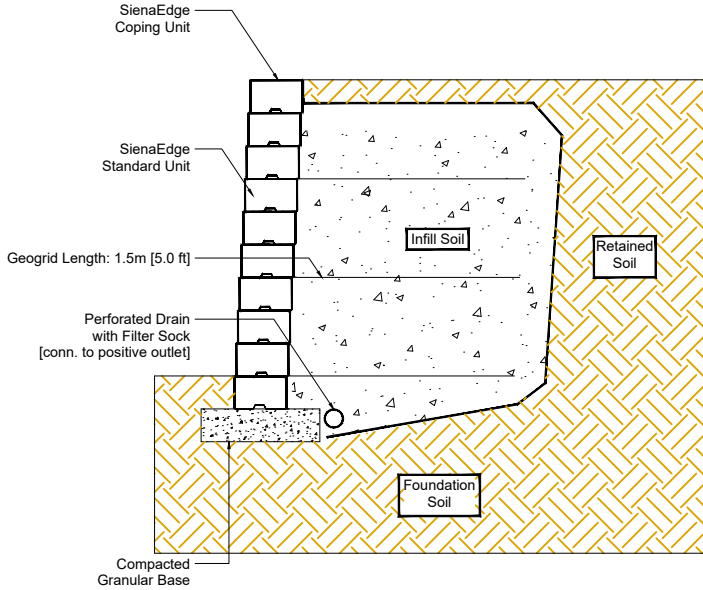 SienaEdge
Coping Unit
SienaEdge
Standard Unit
Infill Soil
Retained
Soil
Geogrid Length: 1.5m [5.0 ft]
Perforated Drain
with Filter Sock
[conn. to positive outlet]
Foundation
Soil
Compacted
Granular Base